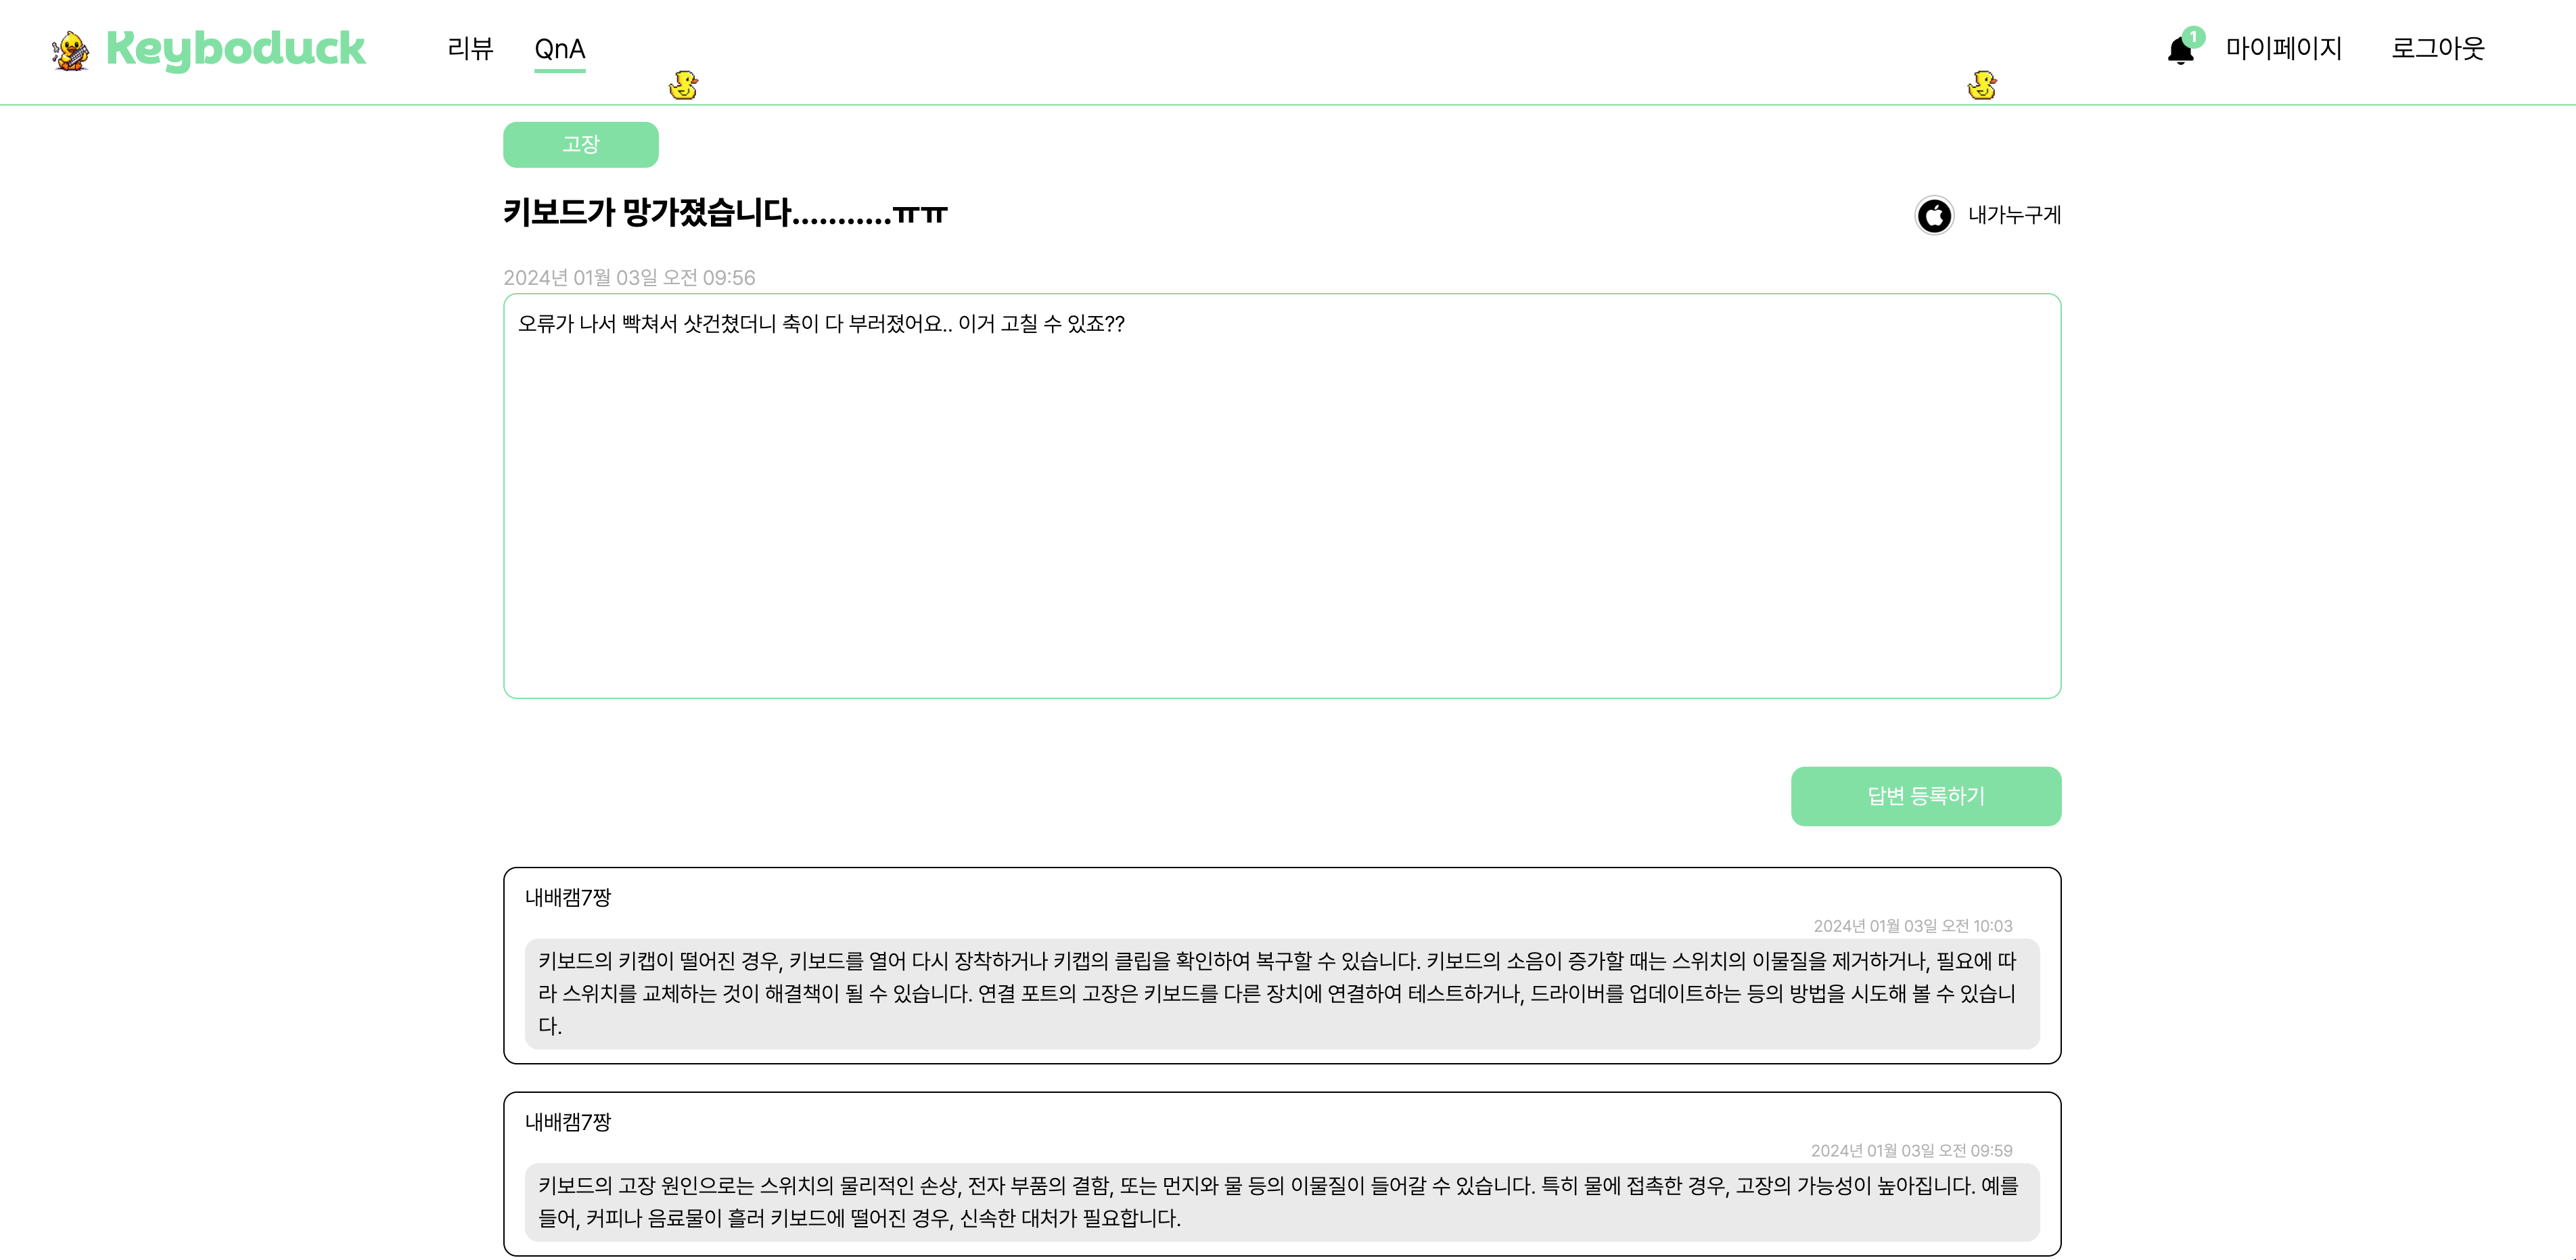 Keyboduck
리뷰
QnA
1
마이페이지
로그아웃
고장
키보드가 망가졌습니다...........ㅠㅠ
내가누구게
2024년 01월 03일 오전 09:56
오류가 나서 빡쳐서 샷건쳤더니 축이 다 부러졌어요.. 이거 고칠 수 있죠??
답변 등록하기
내배캠7짱
2024년 01월 03일 오전 10:03
키보드의 키캡이 떨어진 경우, 키보드를 열어 다시 장착하거나 키캡의 클립을 확인하여 복구할 수 있습니다. 키보드의 소음이 증가할 때는 스위치의 이물질을 제거하거나, 필요에 따
라 스위치를 교체하는 것이 해결책이 될 수 있습니다. 연결 포트의 고장은 키보드를 다른 장치에 연결하여 테스트하거나, 드라이버를 업데이트하는 등의 방법을 시도해 볼 수 있습니
다.
내배캠7짱
2024년 01월 03일 오전 09:59
키보드의 고장 원인으로는 스위치의 물리적인 손상, 전자 부품의 결함, 또는 먼지와 물 등의 이물질이 들어갈 수 있습니다. 특히 물에 접촉한 경우, 고장의 가능성이 높아집니다. 예를
들어, 커피나 음료물이 흘러 키보드에 떨어진 경우, 신속한 대처가 필요합니다.